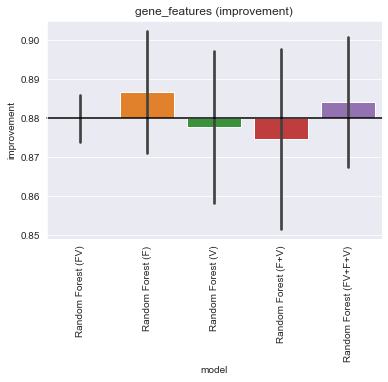 gene_features (improvement)
0.90
0.89
0.88
0.87
0.86
0.85
improvement
Random Forest (FV)
Random Forest (F)
Random Forest (V)
Random Forest (F+V)
Random Forest (FV+F+V)
model